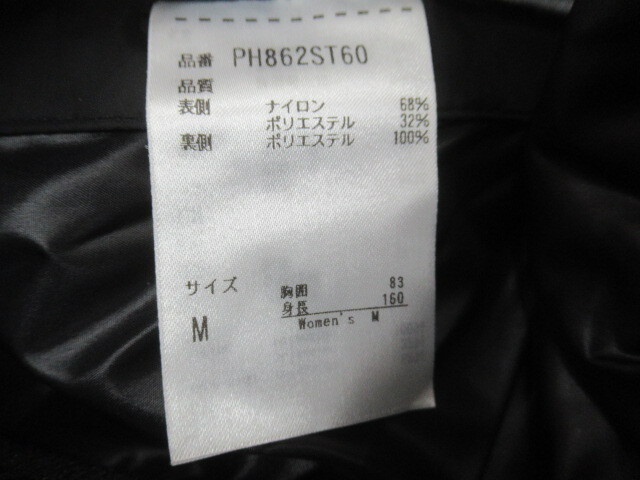 品番 PH862ST60
品質
表側 ナイロン 68%
ポリエステル 32%
裏側 ポリエステル 100%
サイズ 胸囲 83
身長 160
M Women's M